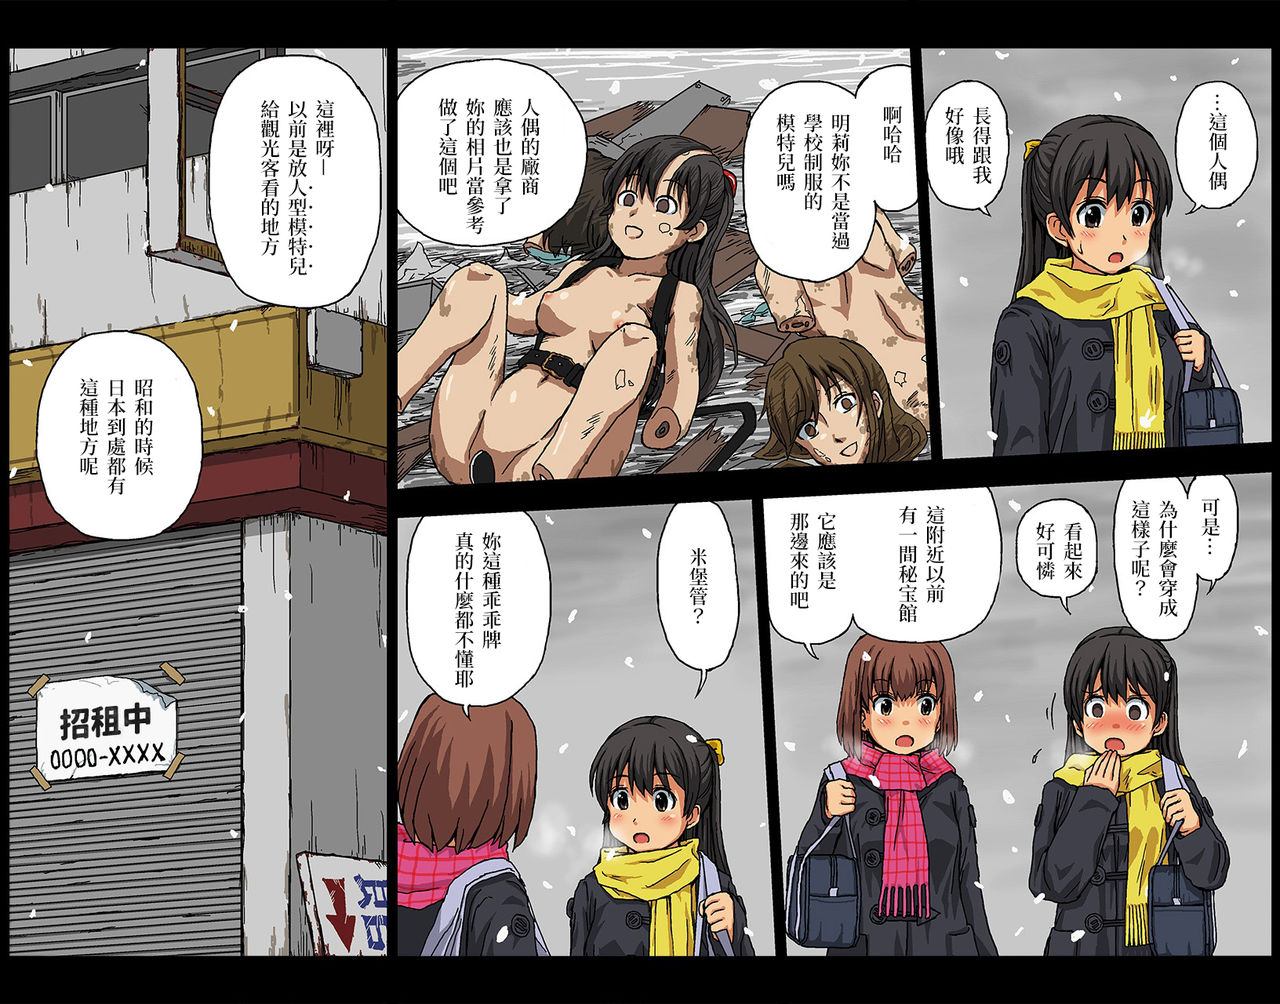 …這個人偶
長得跟我
好像哦
啊哈哈
明莉妳不是當過
學校制服的
模特兒嗎
人偶的廠商
應該也是拿了
妳的相片當參考
做了這個吧
可是…
為什麼會穿成
這樣子呢？
看起來
好可憐
這附近以前
有一間秘宝館
它應該是
那邊來的吧
米堡管？
妳這種乖乖牌
真的什麼都不懂耶
這裡呀—
以前是放人型模特兒
給觀光客看的地方
昭和的時候
日本到處都有
這種地方呢
招租中
0000-XXXX